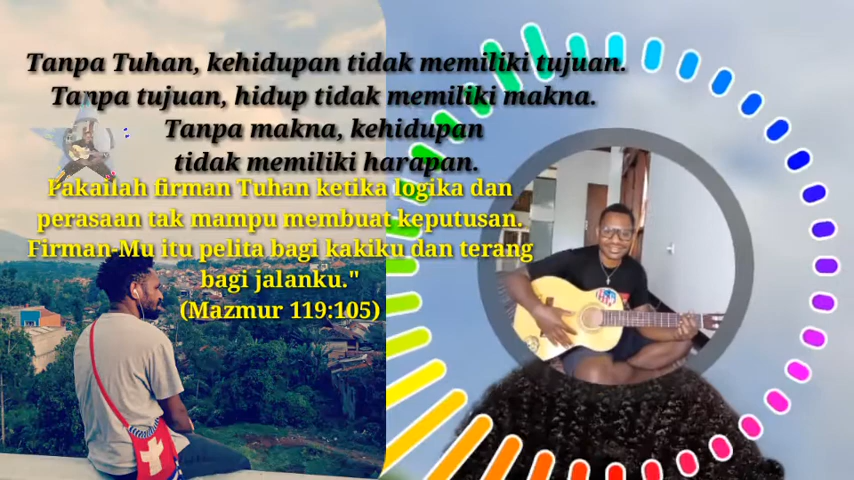 Tanpa Tuhan, kehidupan tidak memiliki tujuan.
Tanpa tujuan, hidup tidak memiliki makna.
Tanpa makna, kehidupan
tidak memiliki harapan.
Pakailah firman Tuhan ketika logika dan
perasaan tak mampu membuat keputusan.
Firman-Mu itu pelita bagi kakiku dan terang
bagi jalanku."
(Mazmur 119:105)